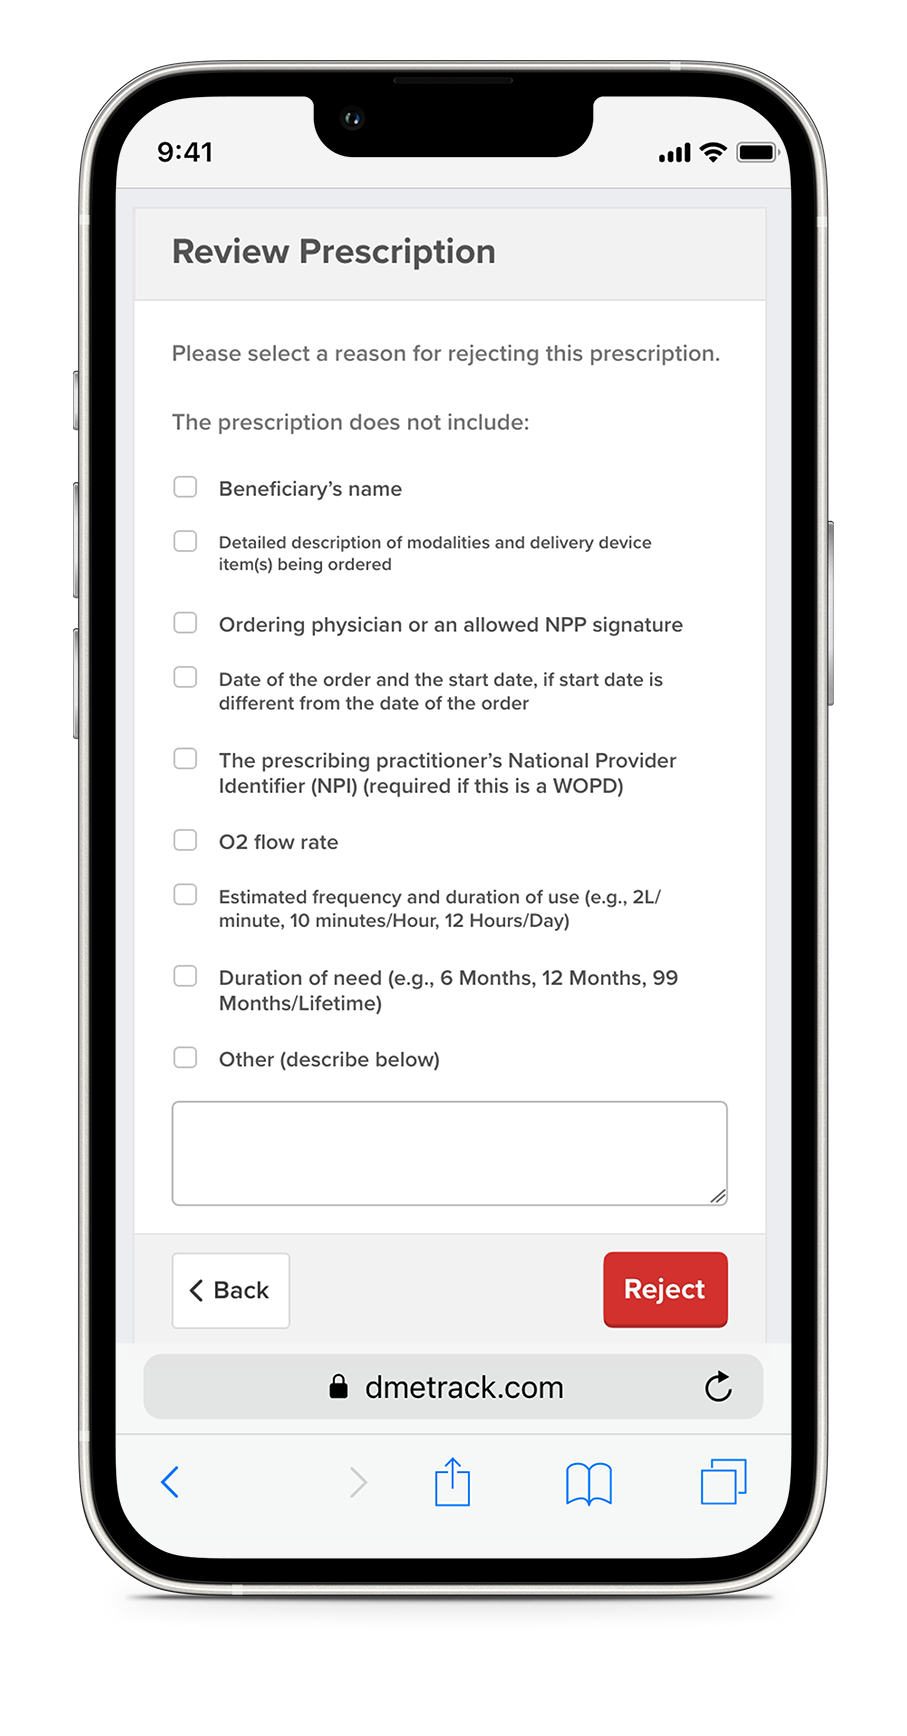 9:41
Review Prescription
Please select a reason for rejecting this prescription.
The prescription does not include:
Beneficiary’s name
Detailed description of modalities and delivery device
item(s) being ordered
Ordering physician or an allowed NPP signature
Date of the order and the start date, if start date is
different from the date of the order
The prescribing practitioner’s National Provider
Identifier (NPI) (required if this is a WOPD)
O2 flow rate
Estimated frequency and duration of use (e.g., 2L/
minute, 10 minutes/Hour, 12 Hours/Day)
Duration of need (e.g., 6 Months, 12 Months, 99
Months/Lifetime)
Other (describe below)
Back
Reject
dmetrack.com